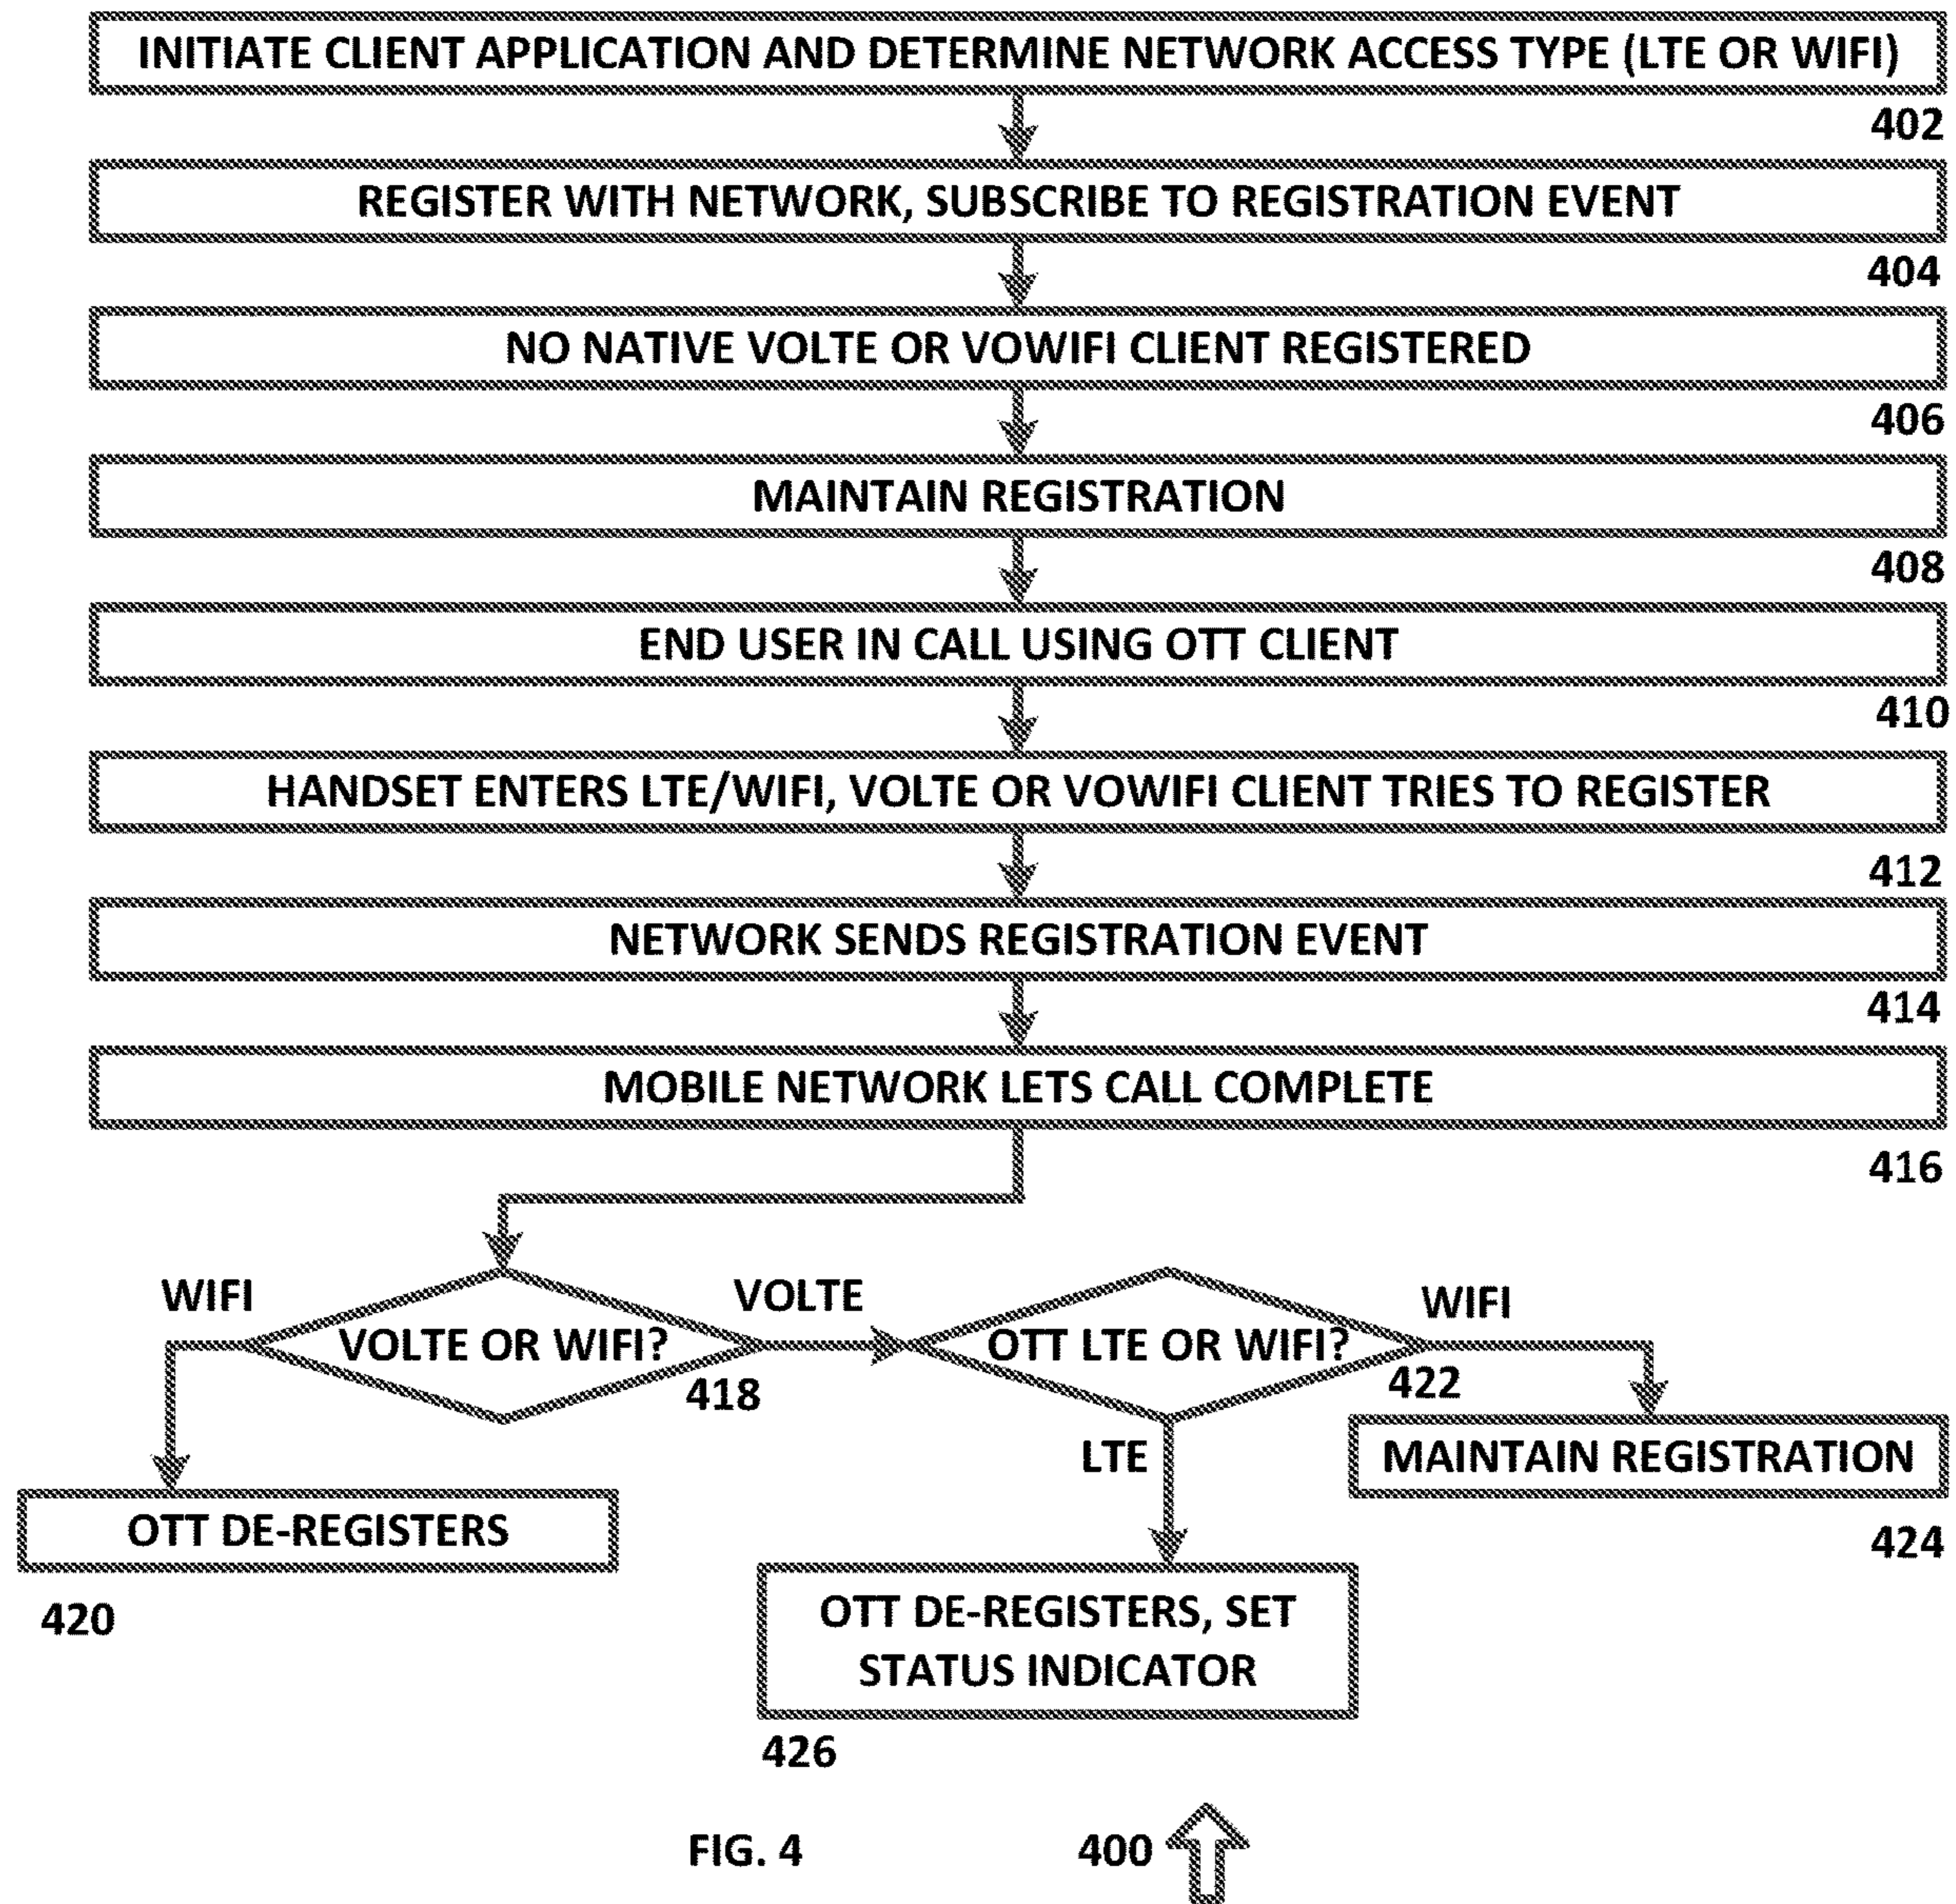 INITIATE CLIENT APPLICATION AND DETERMINE NETWORK ACCESS TYPE (LTE OR WIFI)
402
REGISTER WITH NETWORK, SUBSCRIBE TO REGISTRATION EVENT
404
NO NATIVE VOLTE OR VOWIFI CLIENT REGISTERED
406
MAINTAIN REGISTRATION
408
END USER IN CALL USING OTT CLIENT
410
HANDSET ENTERS LTE/WIFI, VOLTE OR VOWIFI CLIENT TRIES TO REGISTER
412
NETWORK SENDS REGISTRATION EVENT
414
MOBILE NETWORK LETS CALL COMPLETE
416
WIFI
VOLTE OR WIFI?
418
VOLTE
OTT LTE OR WIFI?
422
WIFI
LTE
MAINTAIN REGISTRATION
424
OTT DE-REGISTERS
420
OTT DE-REGISTERS, SET
STATUS INDICATOR
426
FIG. 4
400